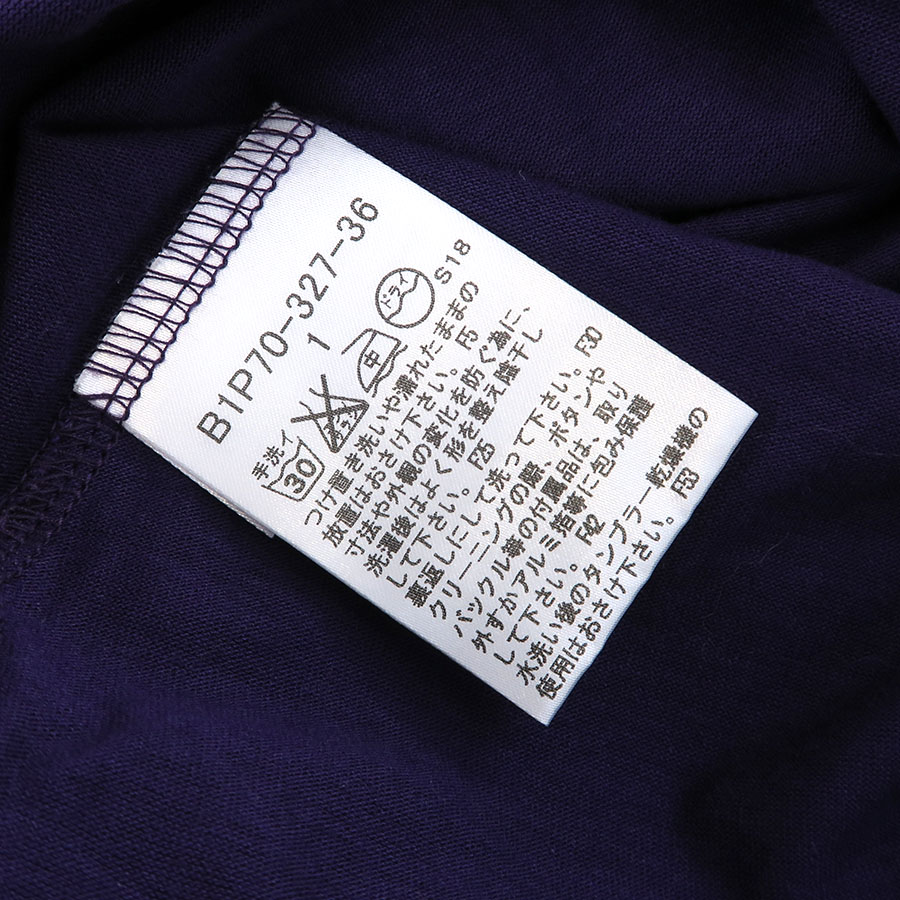 B1P70-327-36
1
手洗イ
30
中
ドライ
S18
つけ置き洗いや濡れたままの
放置はおさけ下さい。 F5
寸法や外観の変化を防ぐ為に、
洗濯後はよく形を整え陰干し
して下さい。 F25
裏返しにして洗って下さい。 F30
クリーニングの際、ボタンや
バックル等の付属品は、取り
外すかアルミ箔等に包み保護
して下さい。 F42
水洗い後のタンブラー乾燥機の
使用はおさけ下さい。 F53